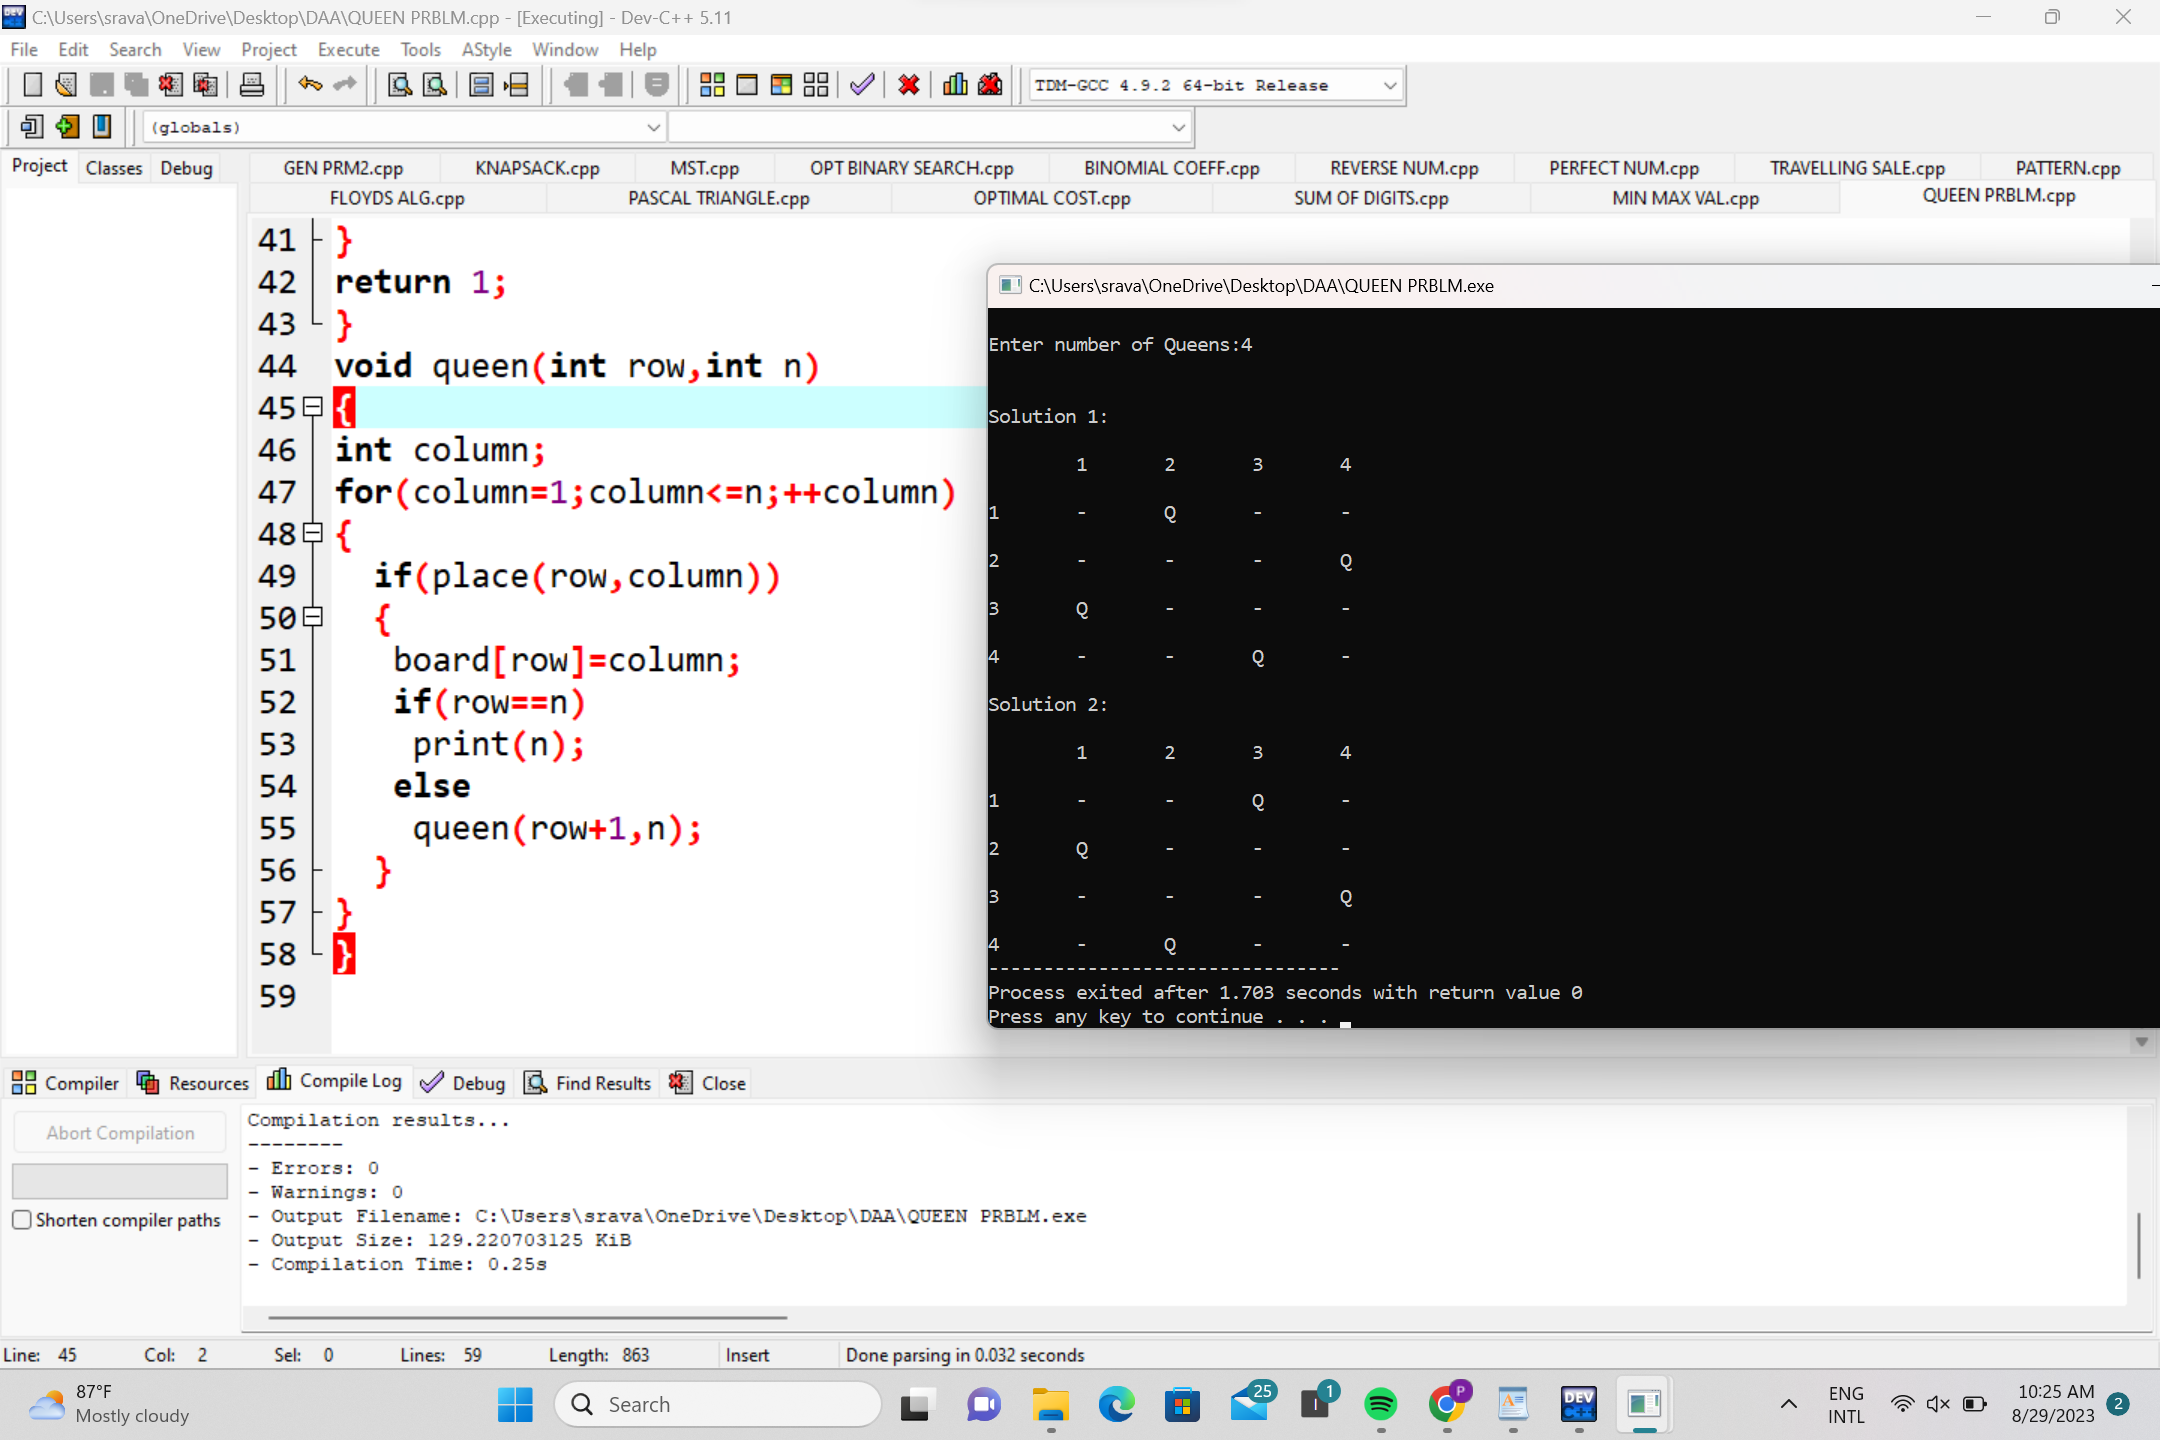 C:\Users\srava\OneDrive\Desktop\DAA\QUEEN PRBLM.cpp - [Executing] - Dev-C++ 5.11
File Edit Search View Project Execute Tools AStyle Window Help
TDM-GCC 4.9.2 64-bit Release
(globals)
Project Classes Debug
GEN PRM2.cpp KNAPSACK.cpp MST.cpp OPT BINARY SEARCH.cpp BINOMIAL COEFF.cpp REVERSE NUM.cpp PERFECT NUM.cpp TRAVELLING SALE.cpp PATTERN.cpp
FLOYDS ALG.cpp PASCAL TRIANGLE.cpp OPTIMAL COST.cpp SUM OF DIGITS.cpp MIN MAX VAL.cpp QUEEN PRBLM.cpp
41 }
42 return 1;
43 }
44 void queen(int row,int n)
45 {
46 int column;
47 for(column=1;column<=n;++column)
48 {
49 if(place(row,column))
50 {
51 board[row]=column;
52 if(row==n)
53 print(n);
54 else
55 queen(row+1,n);
56 }
57 }
58 }
59
C:\Users\srava\OneDrive\Desktop\DAA\QUEEN PRBLM.exe
Enter number of Queens:4
Solution 1:
1 2 3 4
1 - Q - -
2 - - - Q
3 Q - - -
4 - - Q -
Solution 2:
1 2 3 4
1 - - Q -
2 Q - - -
3 - - - Q
4 - Q - -
--------------------------------
Process exited after 1.703 seconds with return value 0
Press any key to continue . . .
Compiler Resources Compile Log Debug Find Results Close
Abort Compilation
Shorten compiler paths
Compilation results...
--------
- Errors: 0
- Warnings: 0
- Output Filename: C:\Users\srava\OneDrive\Desktop\DAA\QUEEN PRBLM.exe
- Output Size: 129.220703125 KiB
- Compilation Time: 0.25s
Line: 45 Col: 2 Sel: 0 Lines: 59 Length: 863 Insert Done parsing in 0.032 seconds
87°F
Mostly cloudy
Search
25
1
P
DEV
C++
ENG
INTL
10:25 AM
8/29/2023
2